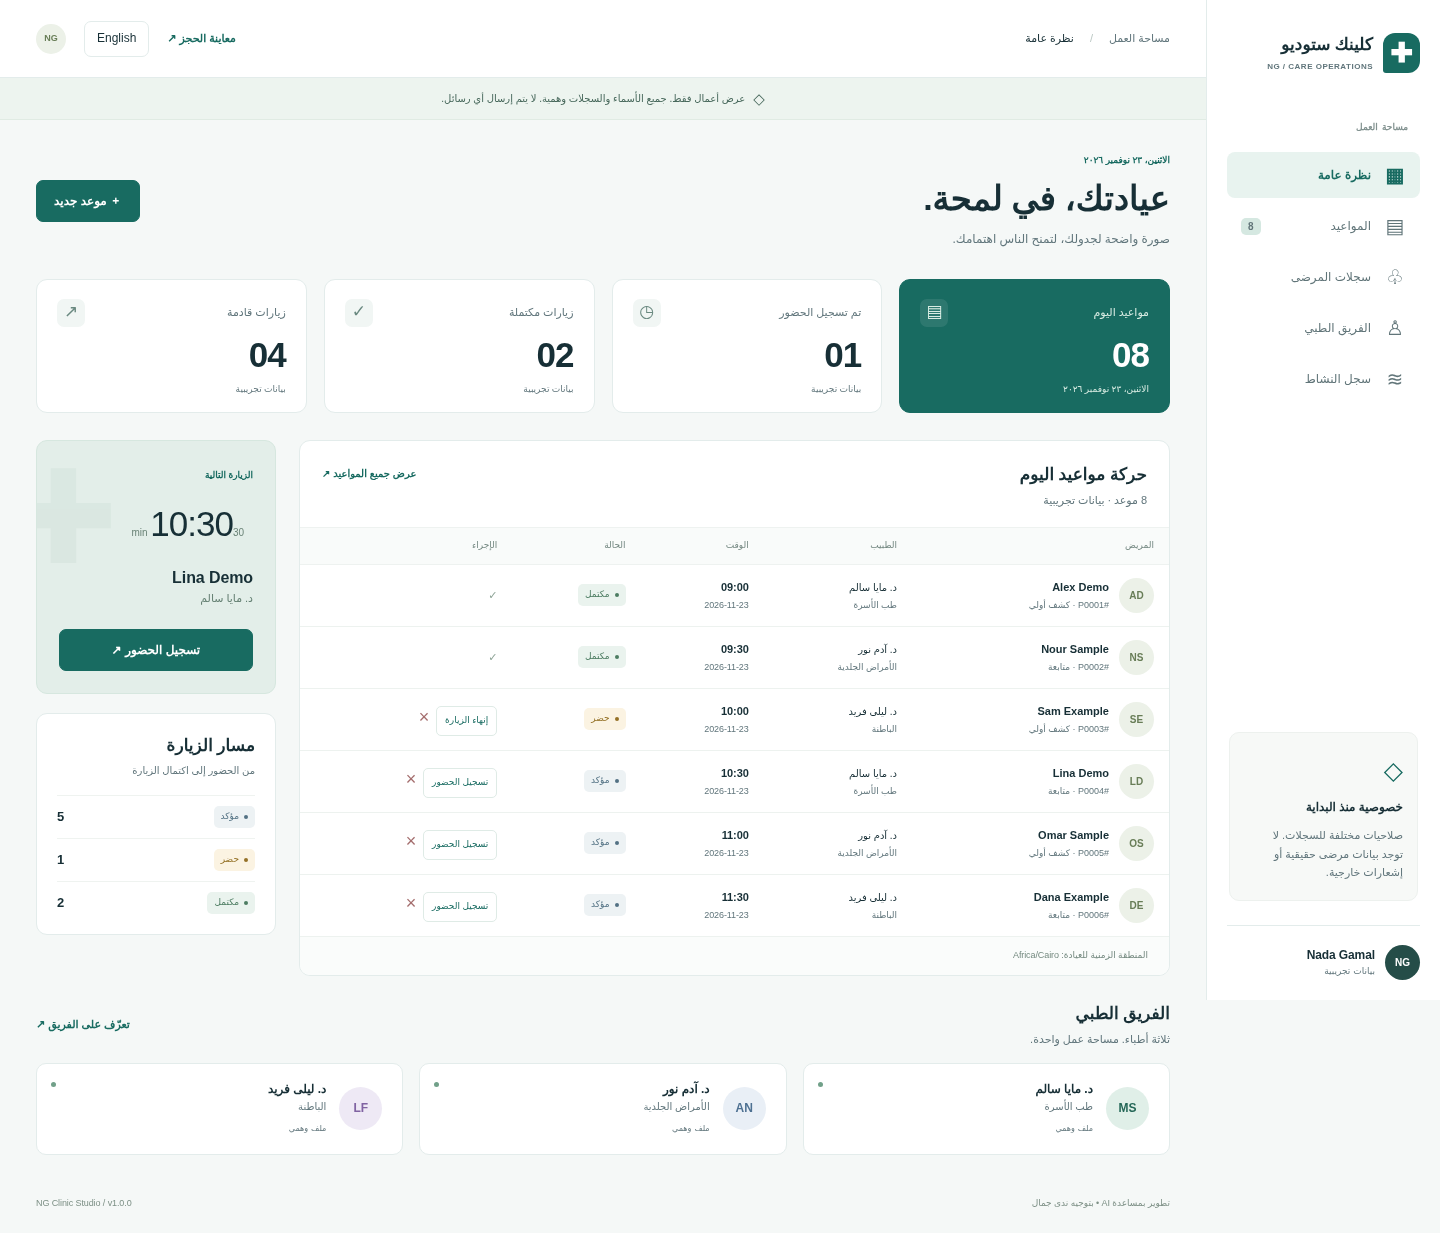 كلينك ستوديو
NG / CARE OPERATIONS
مساحة العمل
نظرة عامة
المواعيد 8
سجلات المرضى
الفريق الطبي
سجل النشاط
خصوصية منذ البداية
صلاحيات مختلفة للسجلات. لا
توجد بيانات مرضى حقيقية أو
إشعارات خارجية.
NG
Nada Gamal
بيانات تجريبية
مساحة العمل / نظرة عامة
معاينة الحجز ↗
English
NG
عرض أعمال فقط. جميع الأسماء والسجلات وهمية. لا يتم إرسال أي رسائل.
الاثنين، ٢٣ نوفمبر ٢٠٢٦
عيادتك، في لمحة.
صورة واضحة لجدولك، لتمنح الناس اهتمامك.
+ موعد جديد
مواعيد اليوم
08
الاثنين، ٢٣ نوفمبر ٢٠٢٦
تم تسجيل الحضور
01
بيانات تجريبية
زيارات مكتملة
02
بيانات تجريبية
زيارات قادمة
04
بيانات تجريبية
حركة مواعيد اليوم
8 موعد · بيانات تجريبية
عرض جميع المواعيد ↗
المريض الطبيب الوقت الحالة الإجراء
AD Alex Demo د. مايا سالم 09:00 مكتمل ✓
#P0001 · كشف أولي طب الأسرة 2026-11-23
NS Nour Sample د. آدم نور 09:30 مكتمل ✓
#P0002 · متابعة الأمراض الجلدية 2026-11-23
SE Sam Example د. ليلى فريد 10:00 حضر إنهاء الزيارة ×
#P0003 · كشف أولي الباطنة 2026-11-23
LD Lina Demo د. مايا سالم 10:30 مؤكد تسجيل الحضور ×
#P0004 · متابعة طب الأسرة 2026-11-23
OS Omar Sample د. آدم نور 11:00 مؤكد تسجيل الحضور ×
#P0005 · كشف أولي الأمراض الجلدية 2026-11-23
DE Dana Example د. ليلى فريد 11:30 مؤكد تسجيل الحضور ×
#P0006 · متابعة الباطنة 2026-11-23
المنطقة الزمنية للعيادة: Africa/Cairo
الزيارة التالية
30 10:30 min
Lina Demo
د. مايا سالم
تسجيل الحضور ↗
مسار الزيارة
من الحضور إلى اكتمال الزيارة
مؤكد 5
حضر 1
مكتمل 2
الفريق الطبي
ثلاثة أطباء. مساحة عمل واحدة.
تعرّف على الفريق ↗
MS
د. مايا سالم
طب الأسرة
ملف وهمي
AN
د. آدم نور
الأمراض الجلدية
ملف وهمي
LF
د. ليلى فريد
الباطنة
ملف وهمي
تطوير بمساعدة AI • بتوجيه ندى جمال
NG Clinic Studio / v1.0.0